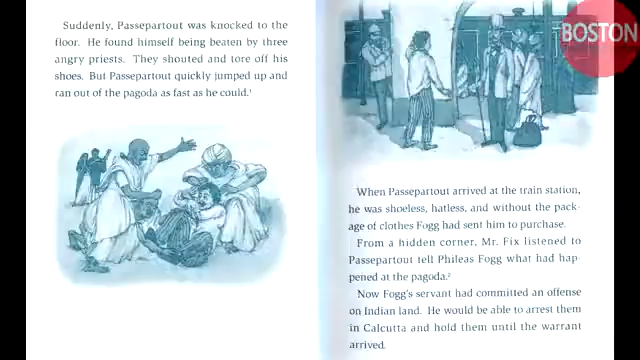 Suddenly, Passepartout was knocked to the
floor. He found himself being beaten by three
angry priests. They shouted and tore off his
shoes. But Passepartout quickly jumped up and
ran out of the pagoda as fast as he could.¹
BOSTON
When Passepartout arrived at the train station,
he was shoeless, hatless, and without the pack-
age of clothes Fogg had sent him to purchase.
From a hidden corner, Mr. Fix listened to
Passepartout tell Phileas Fogg what had hap-
pened at the pagoda.²
Now Fogg's servant had committed an offense
on Indian land. He would be able to arrest them
in Calcutta and hold them until the warrant
arrived.